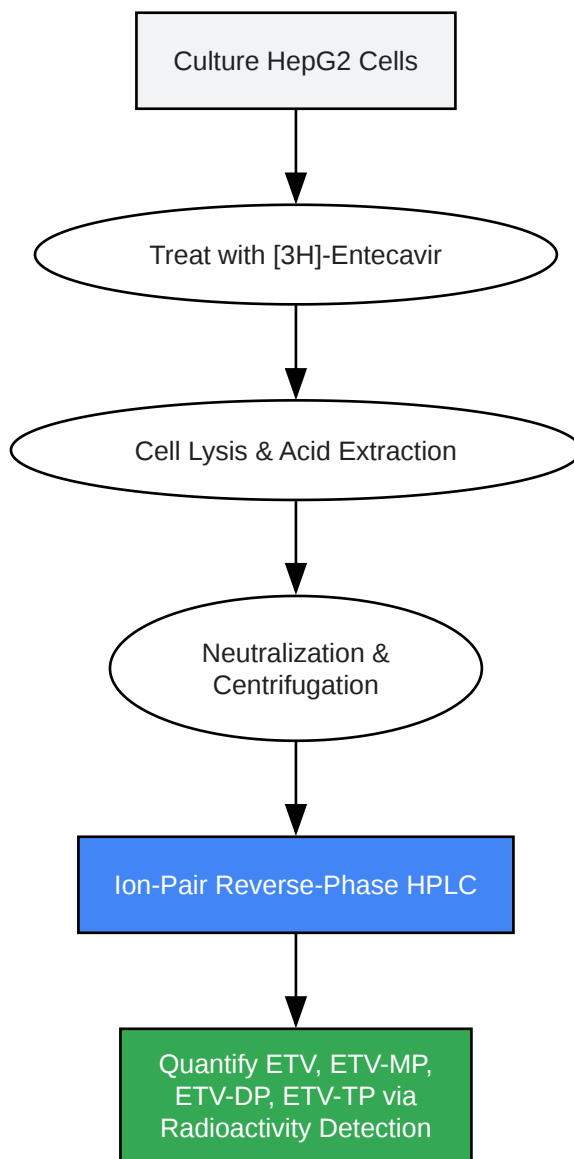 Culture HepG2 Cells
Treat with [3H]-Entecavir
Cell Lysis & Acid Extraction
Neutralization &
Centrifugation
Ion-Pair Reverse-Phase HPLC
Quantify ETV, ETV-MP,
ETV-DP, ETV-TP via
Radioactivity Detection